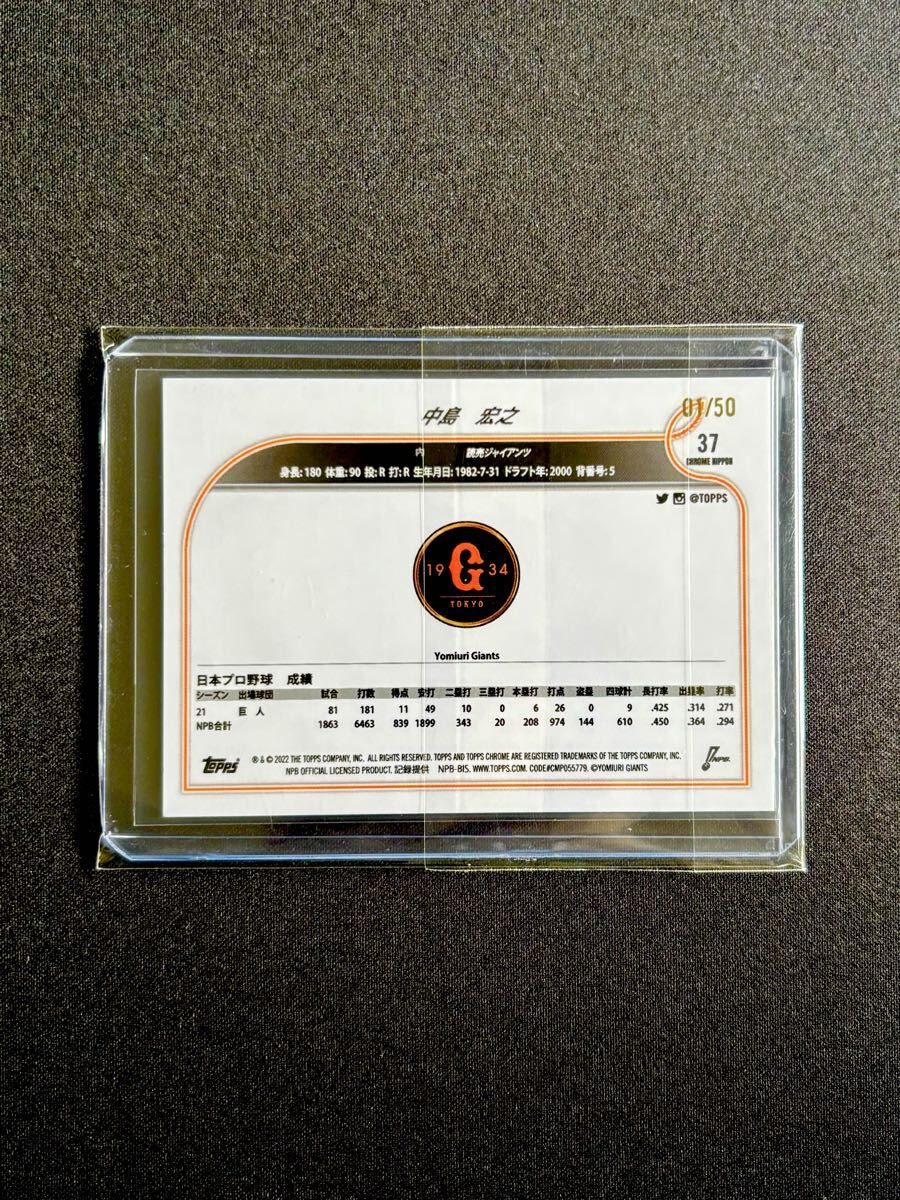 01/50
中島 宏之
37
CHROME NIPPON
内 読売ジャイアンツ
身長: 180 体重: 90 投: R 打: R 生年月日: 1982-7-31 ドラフト年: 2000 背番号: 5
@TOPPS
19 G 34
TOKYO
Yomiuri Giants
日本プロ野球 成績
シーズン 出場球団 試合 打数 得点 安打 二塁打 三塁打 本塁打 打点 盗塁 四球計 長打率 出塁率 打率
21 巨人 81 181 11 49 10 0 6 26 0 9 .425 .314 .271
NPB合計 1863 6463 839 1899 343 20 208 974 144 610 .450 .364 .294
TOPPS ® & © 2022 THE TOPPS COMPANY, INC. ALL RIGHTS RESERVED. TOPPS AND TOPPS CHROME ARE REGISTERED TRADEMARKS OF THE TOPPS COMPANY, INC.
NPB OFFICIAL LICENSED PRODUCT. 記録提供 NPB-BIS. WWW.TOPPS.COM. CODE#CMP055779. ©YOMIURI GIANTS
NPB.